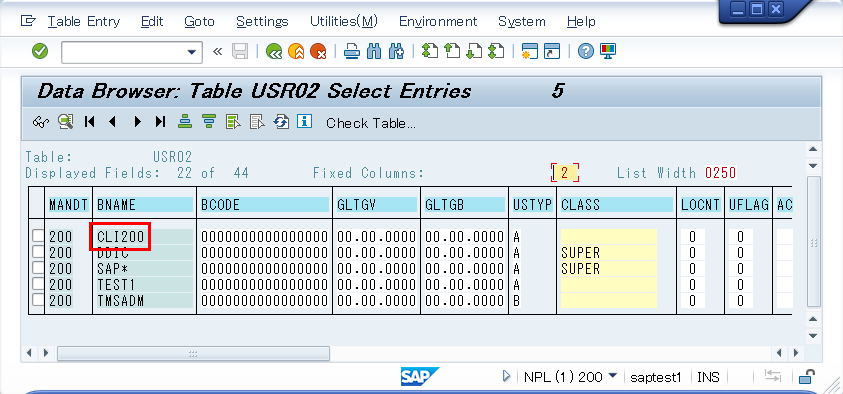 Table Entry Edit Goto Settings Utilities(M) Environment System Help
Data Browser: Table USR02 Select Entries 5
Check Table...
Table: USR02
Displayed Fields: 22 of 44 Fixed Columns: 2 List Width 0250
MANDT BNAME BCODE GLTGV GLTGB USTYP CLASS LOCNT UFLAG AC
200 CLI200 0000000000000000 00.00.0000 00.00.0000 A 0 0
200 DDIC 0000000000000000 00.00.0000 00.00.0000 A SUPER 0 0
200 SAP* 0000000000000000 00.00.0000 00.00.0000 A SUPER 0 0
200 TEST1 0000000000000000 00.00.0000 00.00.0000 A 0 0
200 TMSADM 0000000000000000 00.00.0000 00.00.0000 B 0 0
SAP NPL (1) 200 saptest1 INS